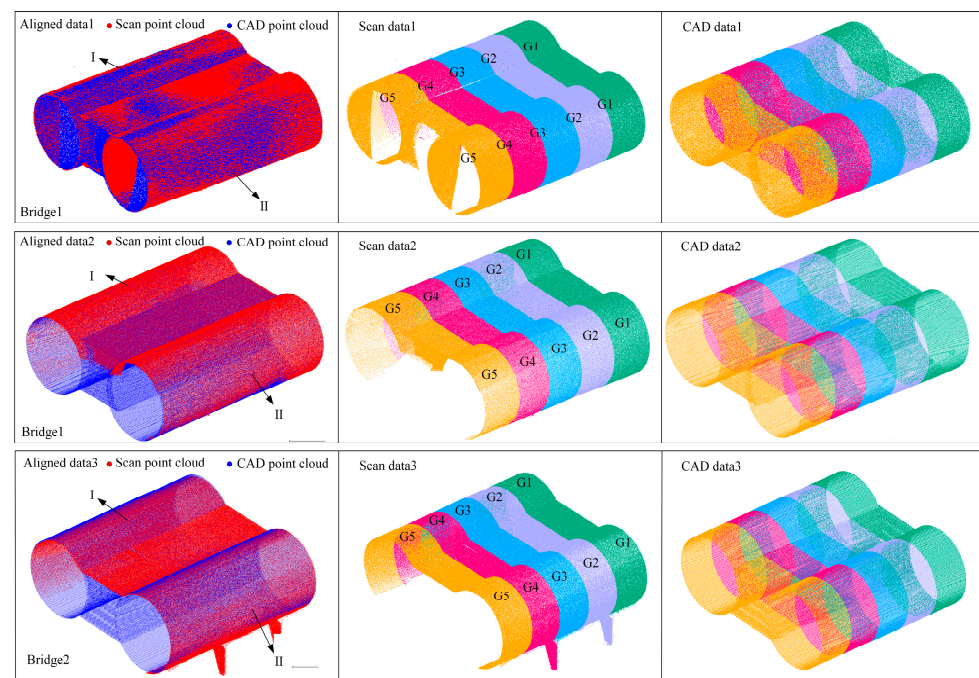 Aligned data1 Scan point cloud CAD point cloud
I
II
Bridge1
Scan data1
G1
G2
G3
G4
G5
G1
G2
G3
G4
G5
CAD data1
Aligned data2 Scan point cloud CAD point cloud
I
II
Bridge1
Scan data2
G1
G2
G3
G4
G5
G1
G2
G3
G4
G5
CAD data2
Aligned data3 Scan point cloud CAD point cloud
I
II
Bridge2
Scan data3
G1
G2
G3
G4
G5
G1
G2
G3
G4
G5
CAD data3